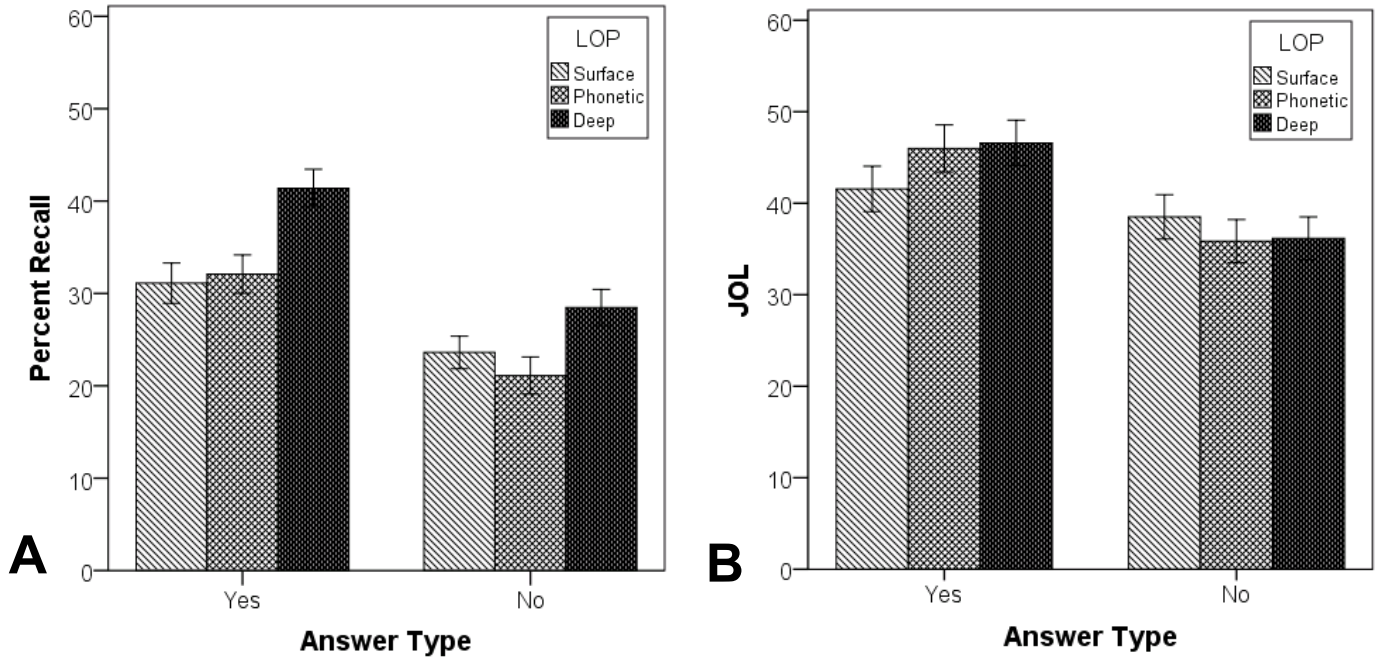 60
50
40
30
20
10
0
Percent Recall
LOP
Surface
Phonetic
Deep
Yes
No
Answer Type
A
60
50
40
30
20
10
0
JOL
LOP
Surface
Phonetic
Deep
Yes
No
Answer Type
B